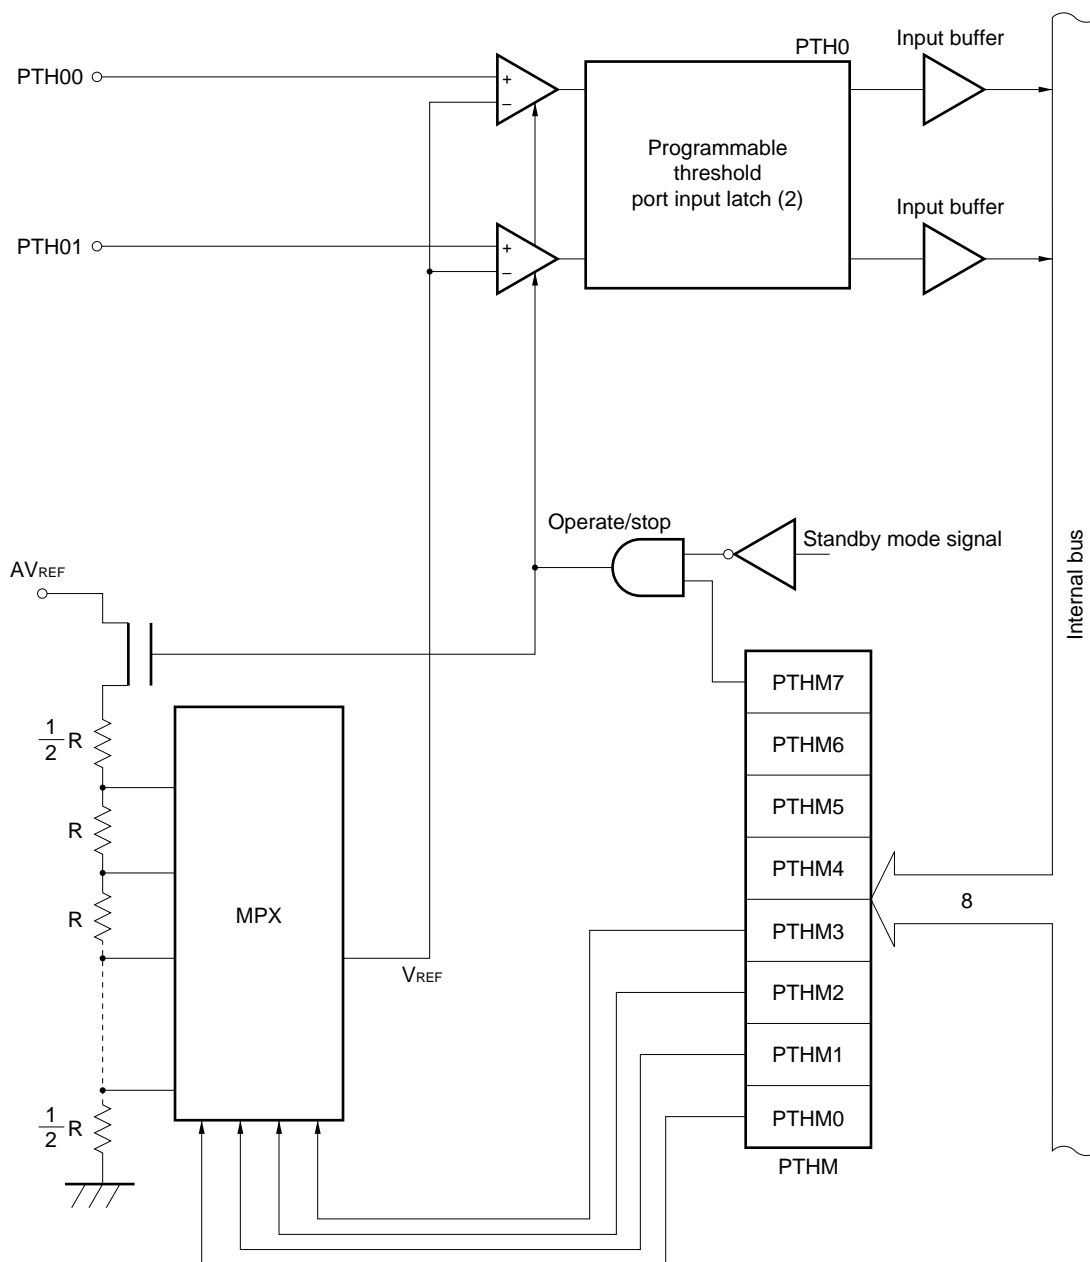 PTH0
Input buffer
PTH00
+
−
Programmable
threshold
port input latch (2)
Input buffer
PTH01
+
−
Operate/stop
Standby mode signal
Internal bus
AVREF
PTHM7
1/2 R
PTHM6
PTHM5
R
PTHM4
R
MPX
8
PTHM3
VREF
PTHM2
PTHM1
1/2 R
PTHM0
PTHM